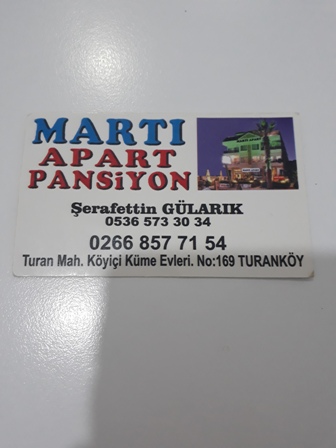 MARTI
APART
PANSiYON
Şerafettin GÜLARIK
0536 573 30 34
0266 857 71 54
Turan Mah. Köyiçi Küme Evleri. No:169 TURANKÖY